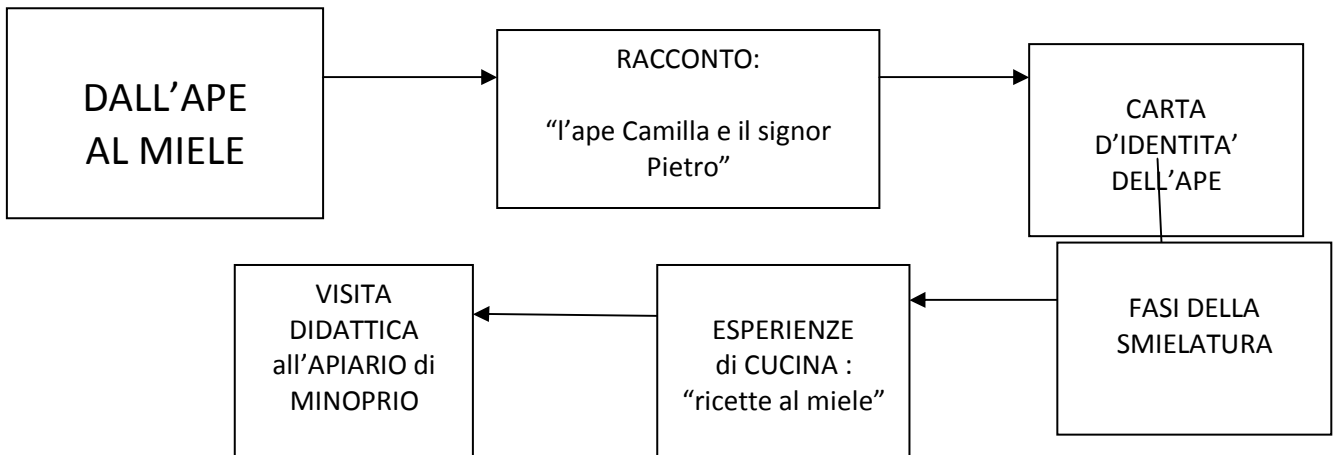 DALL’APE
AL MIELE
RACCONTO:
“l’ape Camilla e il signor
Pietro”
CARTA
D’IDENTITA’
DELL’APE
FASI DELLA
SMIELATURA
ESPERIENZE
di CUCINA :
“ricette al miele”
VISITA
DIDATTICA
all’APIARIO di
MINOPRIO